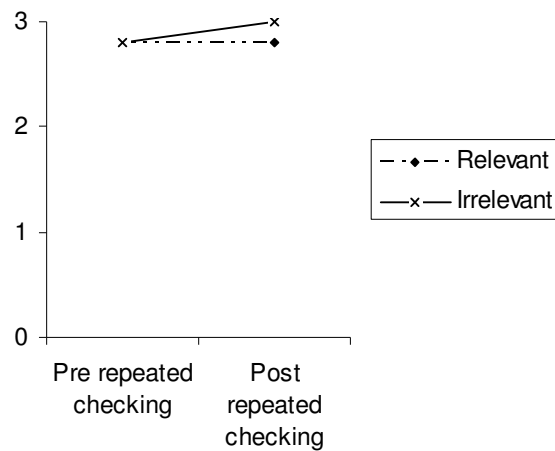 3
2
1
0
Pre repeated
checking
Post
repeated
checking
Relevant
Irrelevant